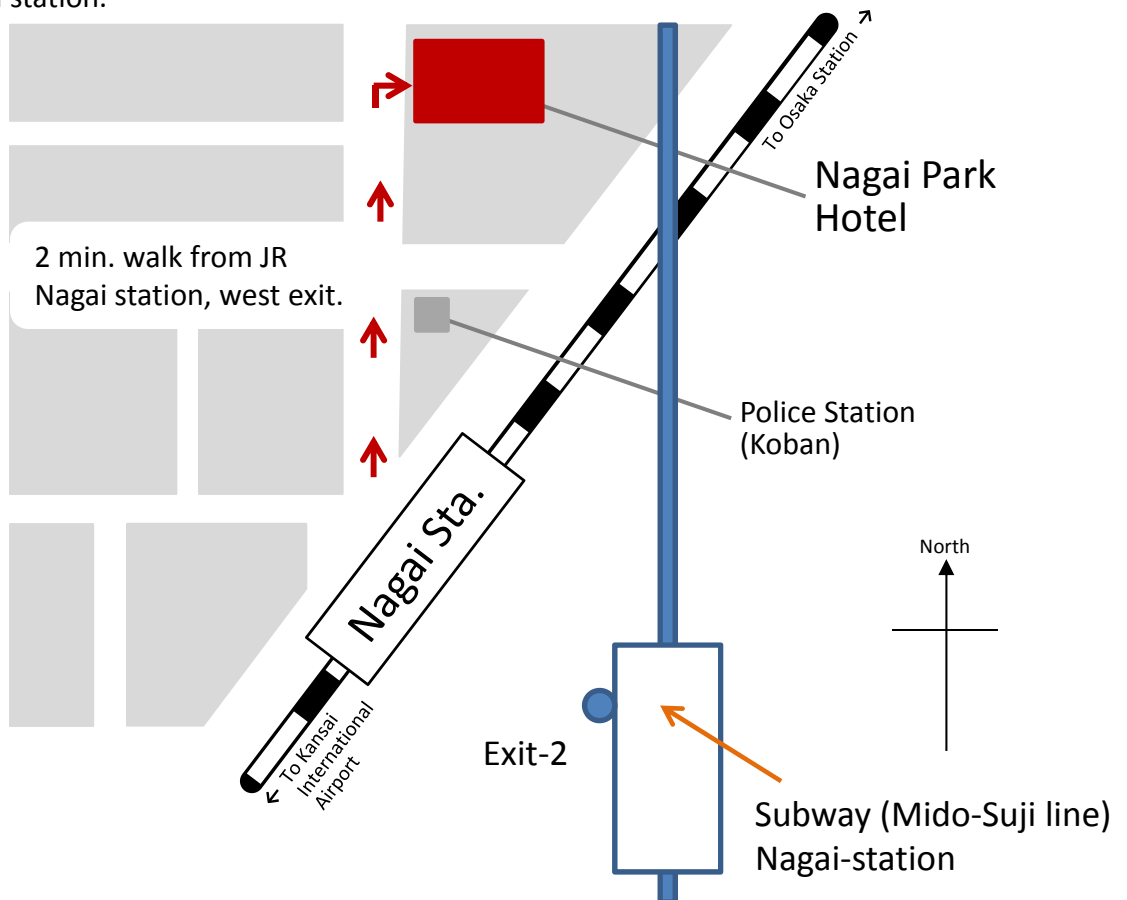 station.
To Osaka Station
Nagai Park
Hotel
2 min. walk from JR
Nagai station, west exit.
Police Station
(Koban)
Nagai Sta.
North
To Kansai
International
Airport
Exit-2
Subway (Mido-Suji line)
Nagai-station